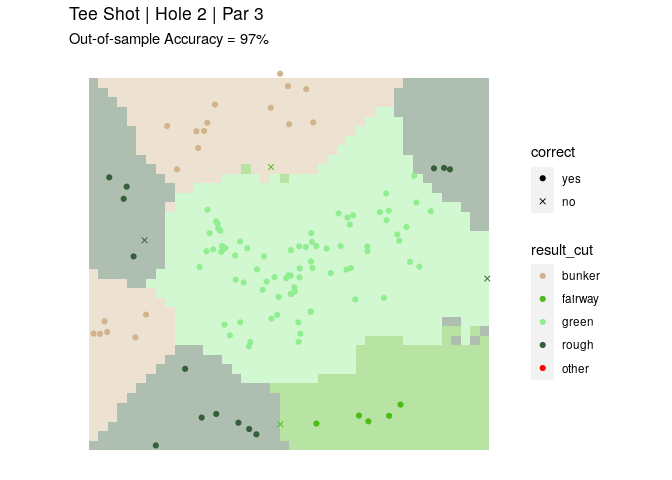 Tee Shot | Hole 2 | Par 3
Out-of-sample Accuracy = 97%
correct
yes
no
result_cut
bunker
fairway
green
rough
other